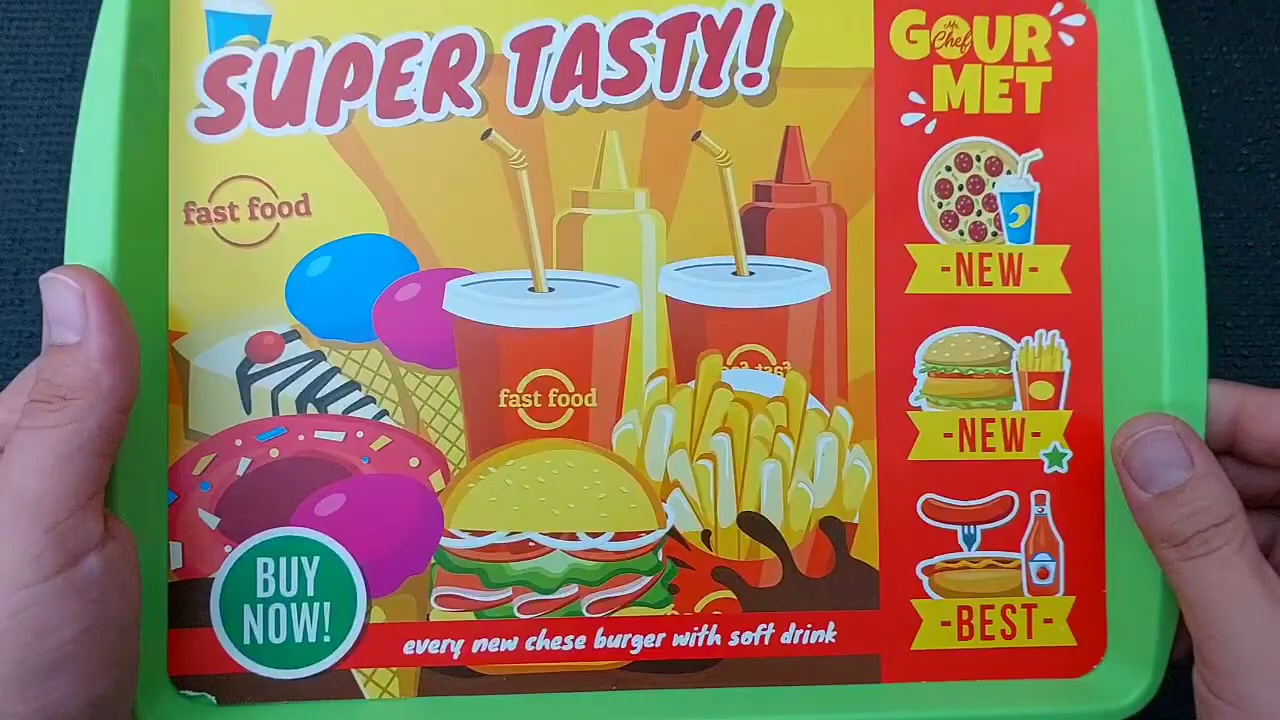 SUPER TASTY!
fast food
fast food
BUY
NOW!
every new chese burger with soft drink
GOUR
Mr.
Chef
MET
-NEW-
-NEW-
-BEST-